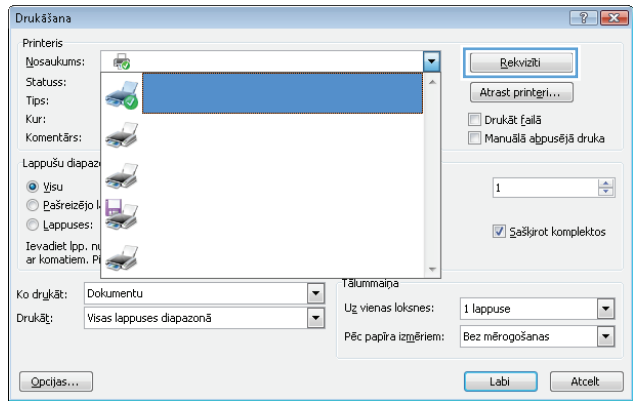 Drukāšana
Printeris
Nosaukums:
Rekvizīti
Statuss:
Atrast printeri...
Tips:
Kur:
Drukāt failā
Komentārs:
Manuālā abpusējā druka
Lappušu diapazo
Visu
1
Pašreizējo l
Lappuses:
Sašķirot komplektos
Ievadiet lpp. nu
ar komatiem. Pi
Tālummaiņa
Ko drukāt: Dokumentu
Uz vienas loksnes: 1 lappuse
Drukāt: Visas lappuses diapazonā
Pēc papīra izmēriem: Bez mērogošanas
Opcijas...
Labi
Atcelt